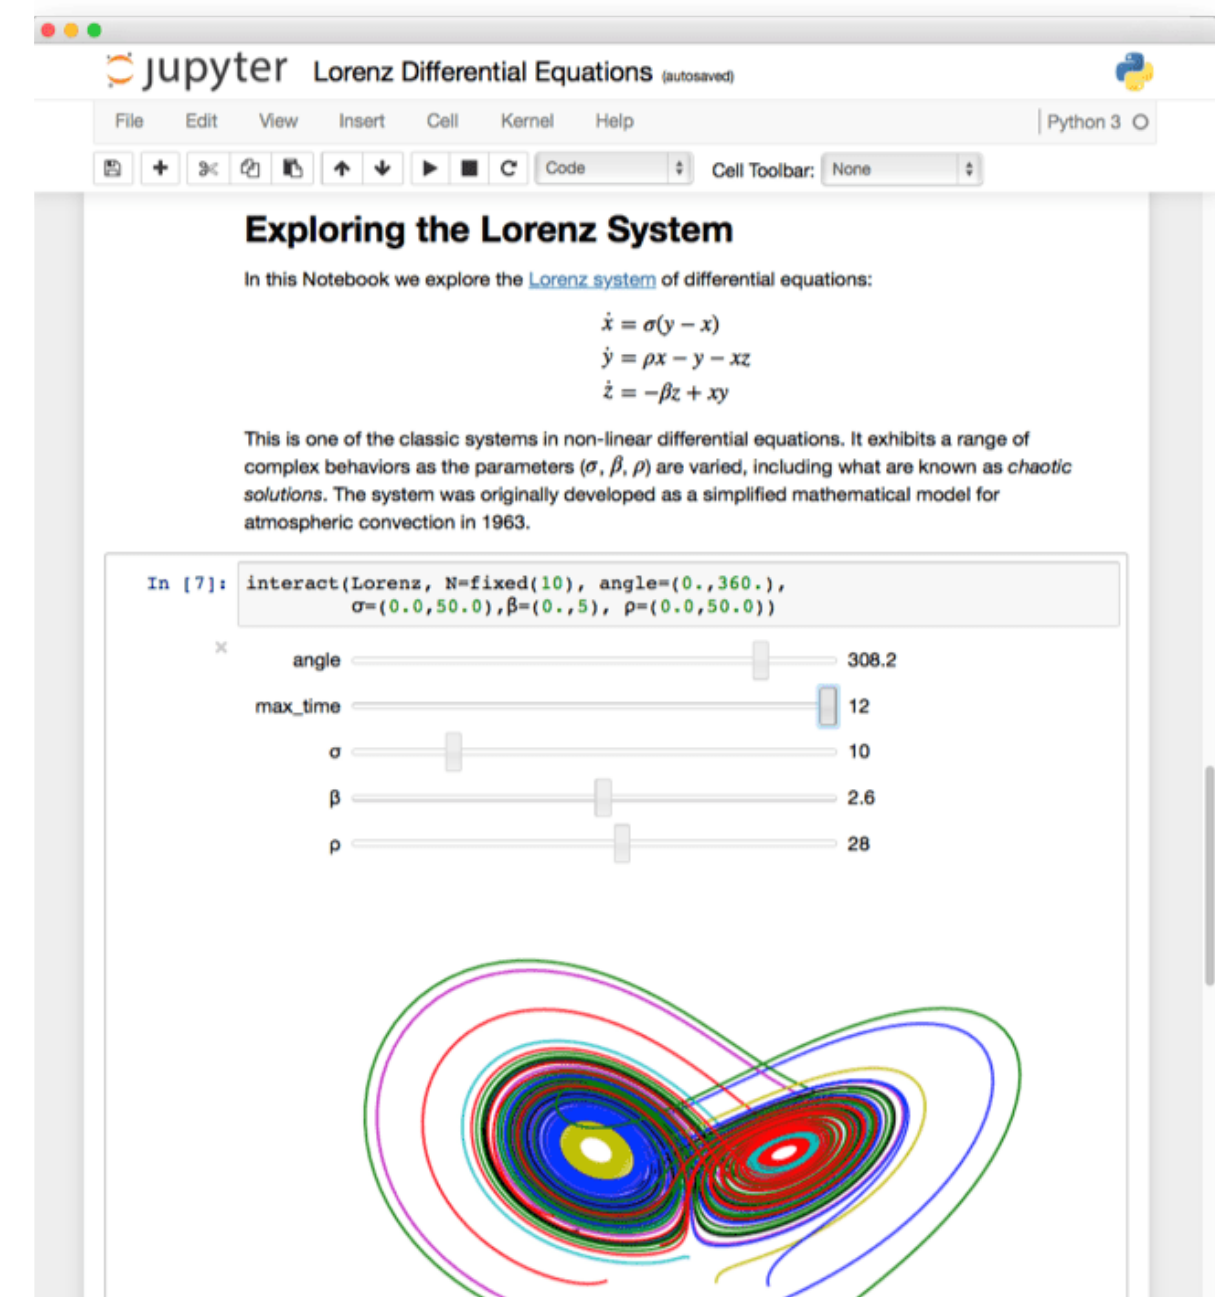 jupyter Lorenz Differential Equations (autosaved)
File Edit View Insert Cell Kernel Help Python 3
Code Cell Toolbar: None
Exploring the Lorenz System
In this Notebook we explore the Lorenz system of differential equations:
ẋ = σ(y − x)
ẏ = ρx − y − xz
ż = −βz + xy
This is one of the classic systems in non-linear differential equations. It exhibits a range of
complex behaviors as the parameters (σ, β, ρ) are varied, including what are known as chaotic
solutions. The system was originally developed as a simplified mathematical model for
atmospheric convection in 1963.
In [7]: interact(Lorenz, N=fixed(10), angle=(0.,360.),
σ=(0.0,50.0),β=(0.,5), ρ=(0.0,50.0))
angle 308.2
max_time 12
σ 10
β 2.6
ρ 28